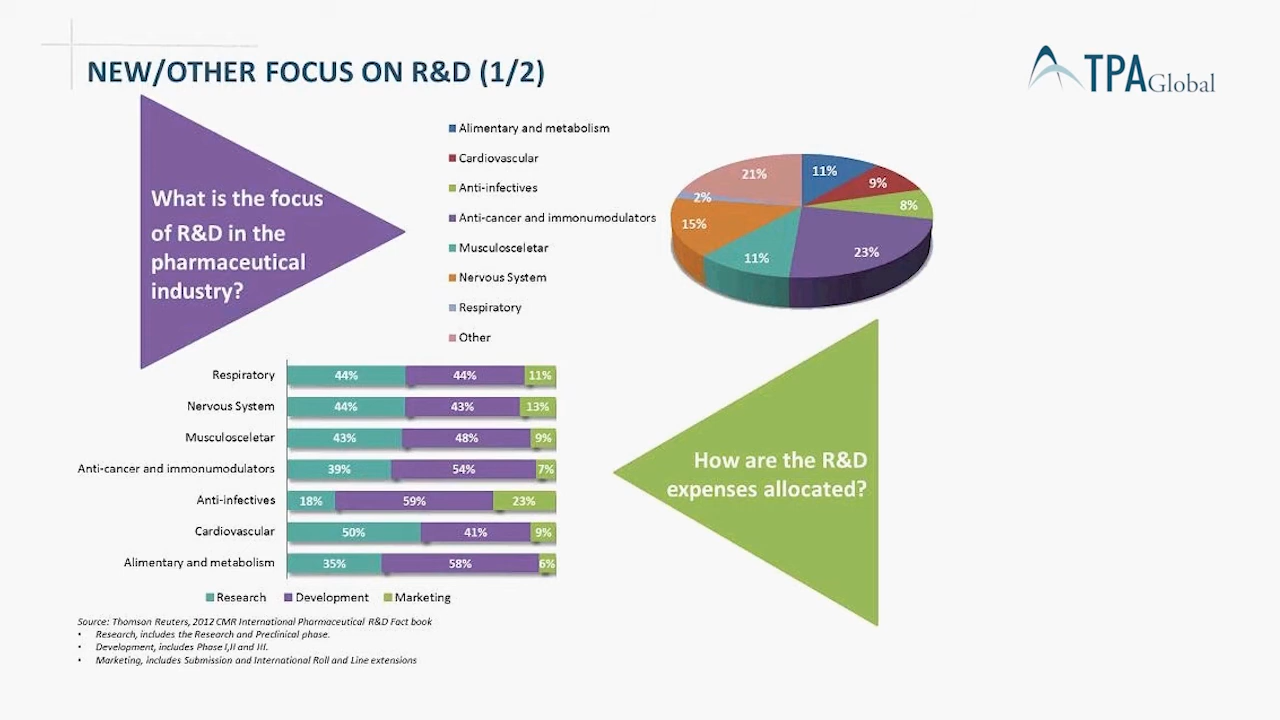 NEW/OTHER FOCUS ON R&D (1/2)
TPA Global
What is the focus
of R&D in the
pharmaceutical
industry?
Alimentary and metabolism
Cardiovascular
Anti-infectives
Anti-cancer and immonumodulators
Musculosceletar
Nervous System
Respiratory
Other
21%
11%
9%
2%
8%
15%
23%
11%
Respiratory 44% 44% 11%
Nervous System 44% 43% 13%
Musculosceletar 43% 48% 9%
Anti-cancer and immonumodulators 39% 54% 7%
Anti-infectives 18% 59% 23%
Cardiovascular 50% 41% 9%
Alimentary and metabolism 35% 58% 6%
Research Development Marketing
How are the R&D
expenses allocated?
Source: Thomson Reuters, 2012 CMR International Pharmaceutical R&D Fact book
• Research, includes the Research and Preclinical phase.
• Development, includes Phase I,II and III.
• Marketing, includes Submission and International Roll and Line extensions